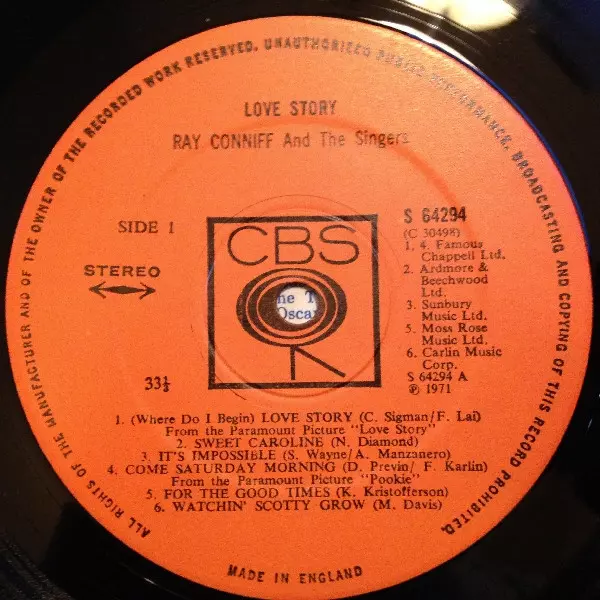 ALL RIGHTS OF THE MANUFACTURER AND OF THE OWNER OF THE RECORDED WORK RESERVED. UNAUTHORISED PUBLIC PERFORMANCE, BROADCASTING AND COPYING OF THIS RECORD PROHIBITED.
LOVE STORY
RAY CONNIFF And The Singers
SIDE 1
STEREO
33⅓
CBS
he T
Oscar
S 64294
(C 30498)
1. 4. Famous
Chappell Ltd.
2. Ardmore &
Beechwood
Ltd.
3. Sunbury
Music Ltd.
5. Moss Rose
Music Ltd.
6. Carlin Music
Corp.
S 64294 A
℗ 1971
1. (Where Do I Begin) LOVE STORY (C. Sigman/F. Lai)
From the Paramount Picture "Love Story"
2. SWEET CAROLINE (N. Diamond)
3. IT'S IMPOSSIBLE (S. Wayne/A. Manzanero)
4. COME SATURDAY MORNING (D. Previn/ F. Karlin)
From the Paramount Picture "Pookie"
5. FOR THE GOOD TIMES (K. Kristofferson)
6. WATCHIN' SCOTTY GROW (M. Davis)
MADE IN ENGLAND